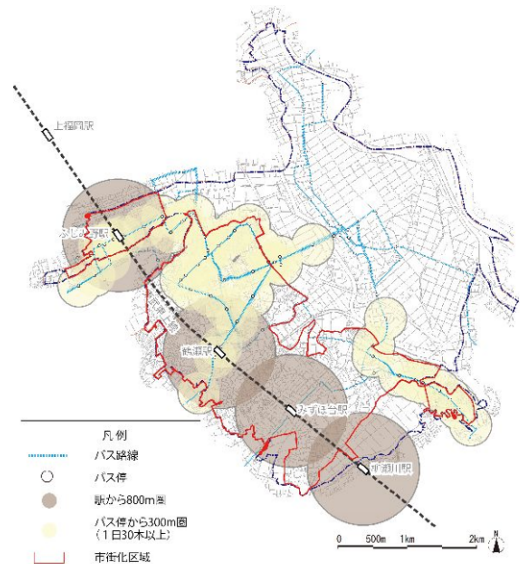 上福岡駅
ふじみ野駅
鶴瀬駅
みずほ台駅
柳瀬川駅
凡例
バス路線
バス停
駅から800m圏
バス停から300m圏
（1日30本以上）
市街化区域
0 500m 1km 2km
N